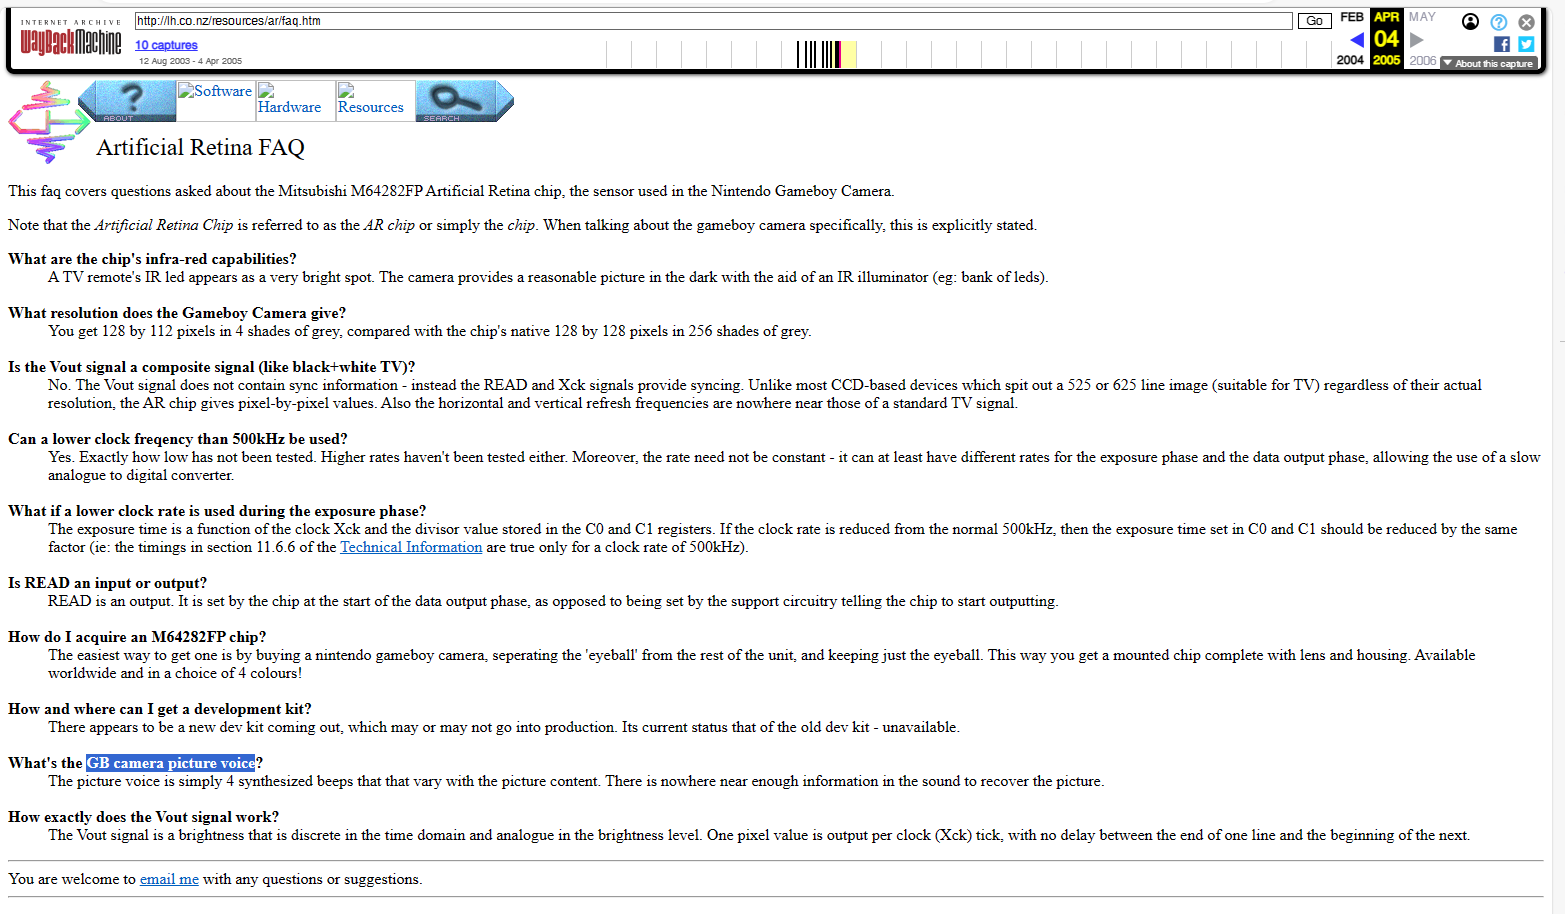 INTERNET ARCHIVE
WayBackMachine
http://lh.co.nz/resources/ar/faq.htm
Go
FEB APR MAY
10 captures
04
12 Aug 2003 - 4 Apr 2005
2004 2005 2006
About this capture
?
ABOUT
Software
Hardware
Resources
SEARCH
Artificial Retina FAQ
This faq covers questions asked about the Mitsubishi M64282FP Artificial Retina chip, the sensor used in the Nintendo Gameboy Camera.
Note that the Artificial Retina Chip is referred to as the AR chip or simply the chip. When talking about the gameboy camera specifically, this is explicitly stated.
What are the chip's infra-red capabilities?
A TV remote's IR led appears as a very bright spot. The camera provides a reasonable picture in the dark with the aid of an IR illuminator (eg: bank of leds).
What resolution does the Gameboy Camera give?
You get 128 by 112 pixels in 4 shades of grey, compared with the chip's native 128 by 128 pixels in 256 shades of grey.
Is the Vout signal a composite signal (like black+white TV)?
No. The Vout signal does not contain sync information - instead the READ and Xck signals provide syncing. Unlike most CCD-based devices which spit out a 525 or 625 line image (suitable for TV) regardless of their actual
resolution, the AR chip gives pixel-by-pixel values. Also the horizontal and vertical refresh frequencies are nowhere near those of a standard TV signal.
Can a lower clock freqency than 500kHz be used?
Yes. Exactly how low has not been tested. Higher rates haven't been tested either. Moreover, the rate need not be constant - it can at least have different rates for the exposure phase and the data output phase, allowing the use of a slow
analogue to digital converter.
What if a lower clock rate is used during the exposure phase?
The exposure time is a function of the clock Xck and the divisor value stored in the C0 and C1 registers. If the clock rate is reduced from the normal 500kHz, then the exposure time set in C0 and C1 should be reduced by the same
factor (ie: the timings in section 11.6.6 of the Technical Information are true only for a clock rate of 500kHz).
Is READ an input or output?
READ is an output. It is set by the chip at the start of the data output phase, as opposed to being set by the support circuitry telling the chip to start outputting.
How do I acquire an M64282FP chip?
The easiest way to get one is by buying a nintendo gameboy camera, seperating the 'eyeball' from the rest of the unit, and keeping just the eyeball. This way you get a mounted chip complete with lens and housing. Available
worldwide and in a choice of 4 colours!
How and where can I get a development kit?
There appears to be a new dev kit coming out, which may or may not go into production. Its current status that of the old dev kit - unavailable.
What's the GB camera picture voice?
The picture voice is simply 4 synthesized beeps that that vary with the picture content. There is nowhere near enough information in the sound to recover the picture.
How exactly does the Vout signal work?
The Vout signal is a brightness that is discrete in the time domain and analogue in the brightness level. One pixel value is output per clock (Xck) tick, with no delay between the end of one line and the beginning of the next.
You are welcome to email me with any questions or suggestions.